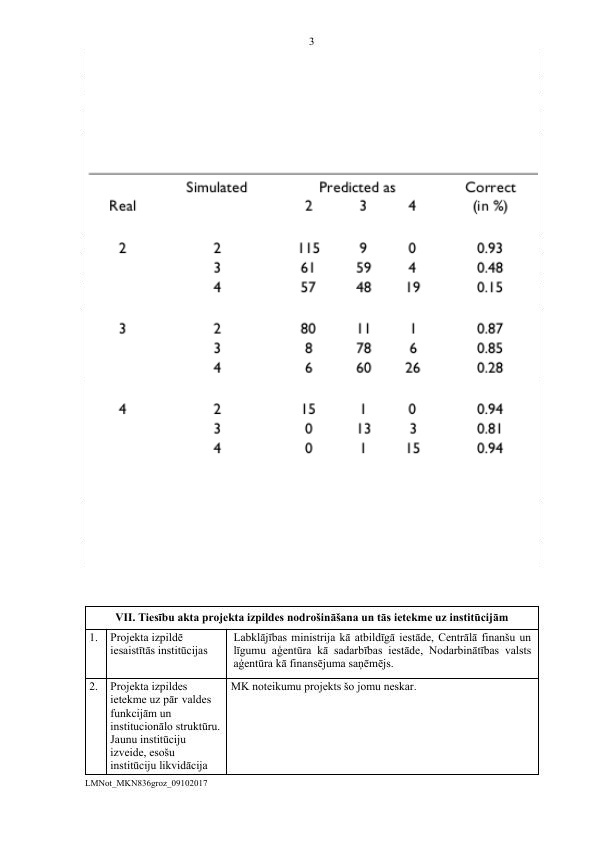 3
Simulated Predicted as Correct
Real 2 3 4 (in %)
2 2 115 9 0 0.93
3 61 59 4 0.48
4 57 48 19 0.15
3 2 80 11 1 0.87
3 8 78 6 0.85
4 6 60 26 0.28
4 2 15 1 0 0.94
3 0 13 3 0.81
4 0 1 15 0.94
VII. Tiesību akta projekta izpildes nodrošināšana un tās ietekme uz institūcijām
1. Projekta izpildē Labklājības ministrija kā atbildīgā iestāde, Centrālā finanšu un
iesaistītās institūcijas līgumu aģentūra kā sadarbības iestāde, Nodarbinātības valsts
aģentūra kā finansējuma saņēmējs.
2. Projekta izpildes MK noteikumu projekts šo jomu neskar.
ietekme uz pār valdes
funkcijām un
institucionālo struktūru.
Jaunu institūciju
izveide, esošu
institūciju likvidācija
LMNot_MKN836groz_09102017